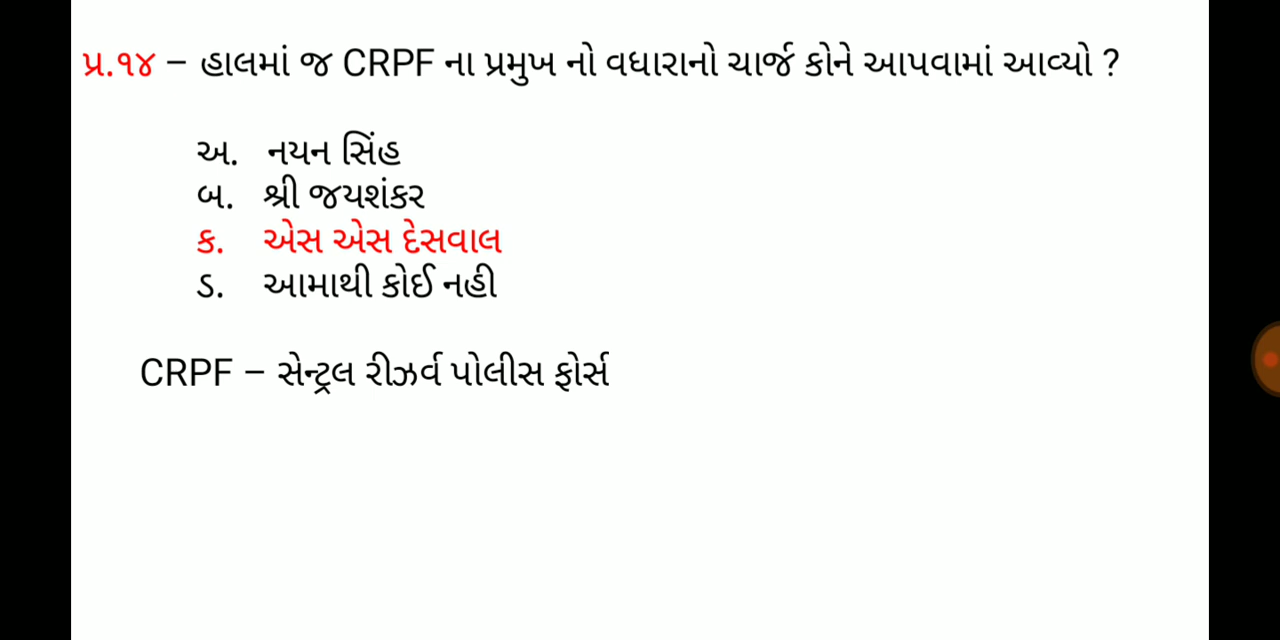 પ્ર.૧૪ – હાલમાં જ CRPF ના પ્રમુખ નો વધારાનો ચાર્જ કોને આપવામાં આવ્યો ?
અ. નયન સિંહ
બ. શ્રી જયશંકર
ક. એસ એસ દેસવાલ
ડ. આમાથી કોઈ નહી
CRPF – સેન્ટ્રલ રીઝર્વ પોલીસ ફોર્સ